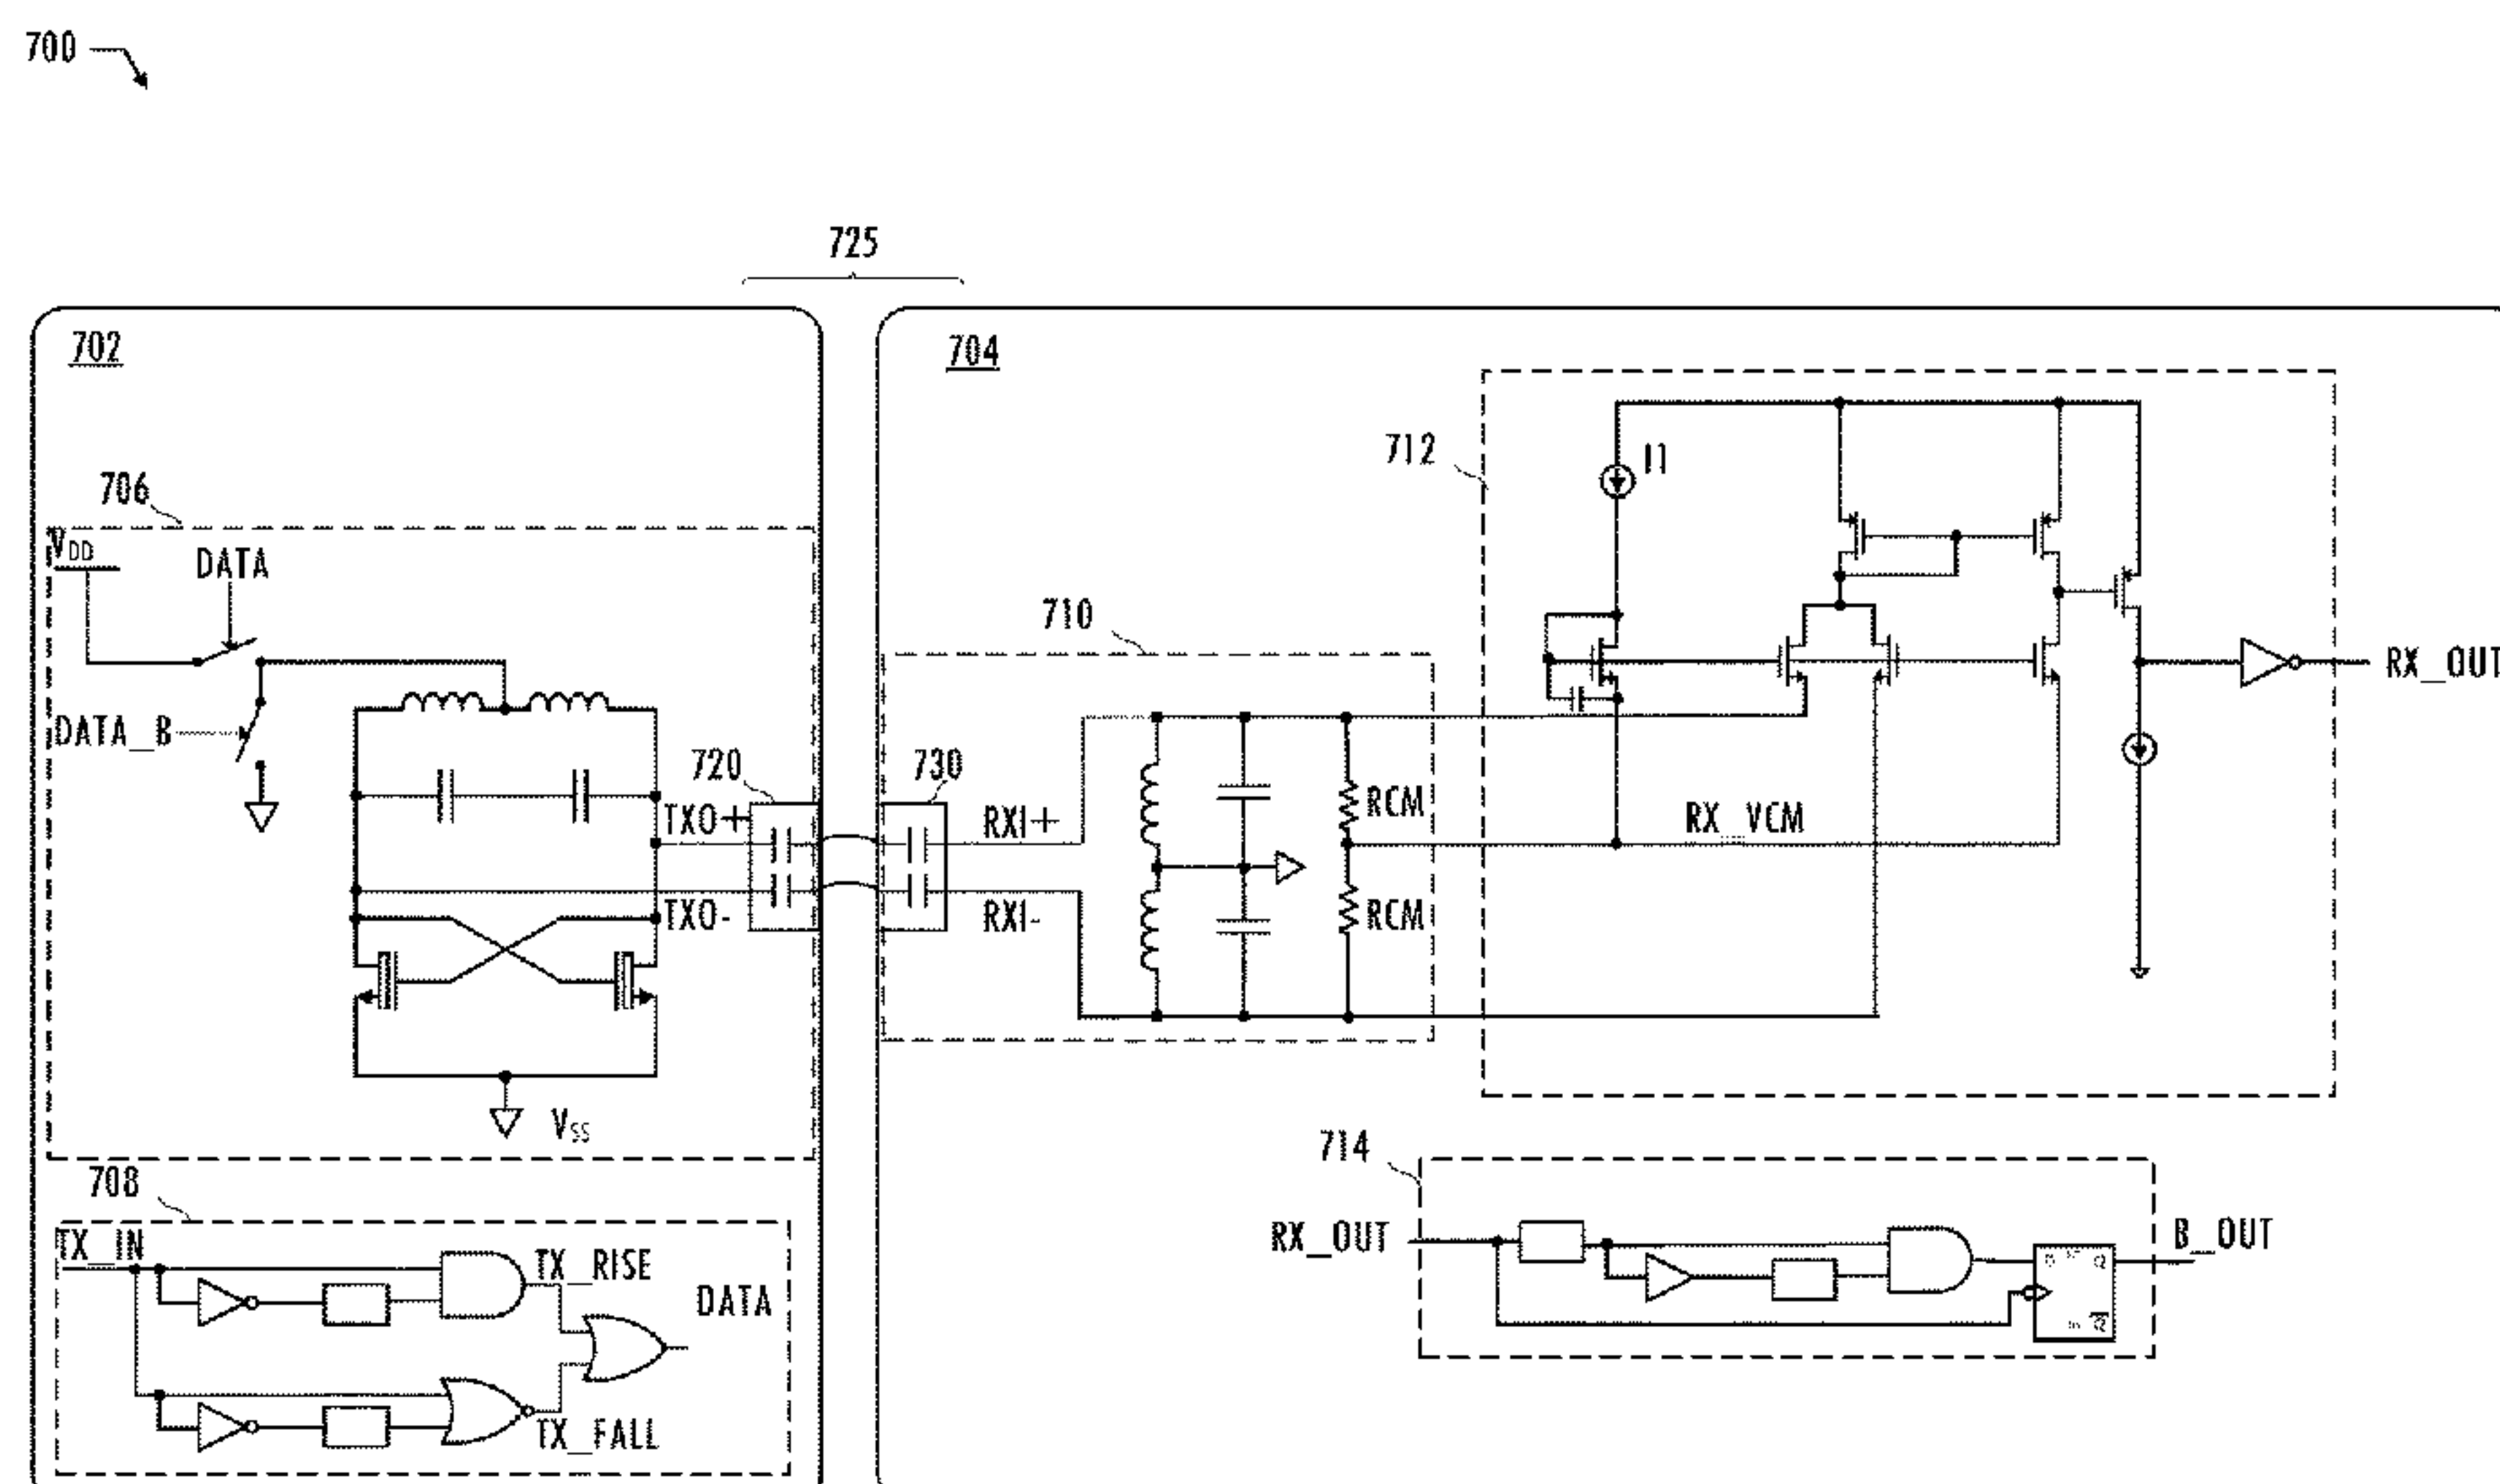 700
725
702
704
712
I1
706
VDD
DATA
710
RX_OUT
DATA_B
720
730
TXO+
RXI+
RCM
RX_VCM
TXO-
RXI-
RCM
VSS
714
708
TX_IN
TX_RISE
DATA
TX_FALL
RX_OUT
B_OUT
Q
Q